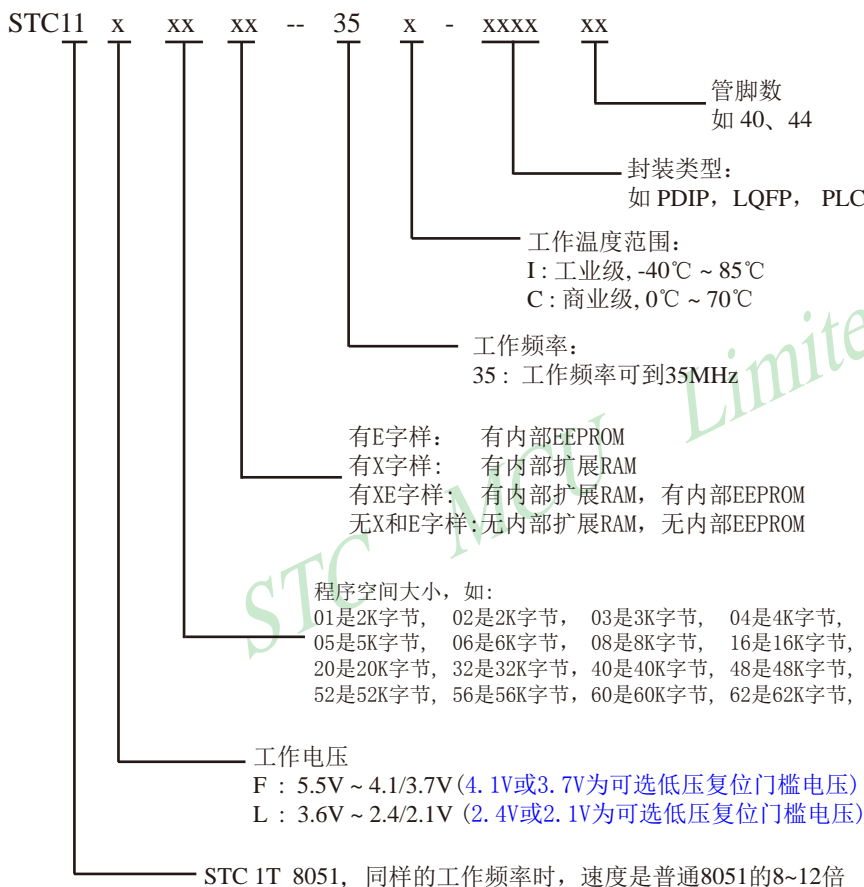 STC11 x xx xx -- 35 x - xxxx xx
管脚数
如 40、44
封装类型：
如 PDIP，LQFP， PLC
工作温度范围：
I : 工业级, -40℃ ~ 85℃
C : 商业级, 0℃ ~ 70℃
工作频率：
35 : 工作频率可到35MHz
有E字样： 有内部EEPROM
有X字样: 有内部扩展RAM
有XE字样: 有内部扩展RAM，有内部EEPROM
无X和E字样:无内部扩展RAM，无内部EEPROM
程序空间大小，如:
01是2K字节, 02是2K字节， 03是3K字节, 04是4K字节,
05是5K字节, 06是6K字节， 08是8K字节, 16是16K字节,
20是20K字节, 32是32K字节，40是40K字节, 48是48K字节,
52是52K字节, 56是56K字节，60是60K字节, 62是62K字节,
工作电压
F : 5.5V ~ 4.1/3.7V (4.1V或3.7V为可选低压复位门槛电压)
L : 3.6V ~ 2.4/2.1V (2.4V或2.1V为可选低压复位门槛电压)
STC 1T 8051, 同样的工作频率时，速度是普通8051的8~12倍
STC MCU Limite